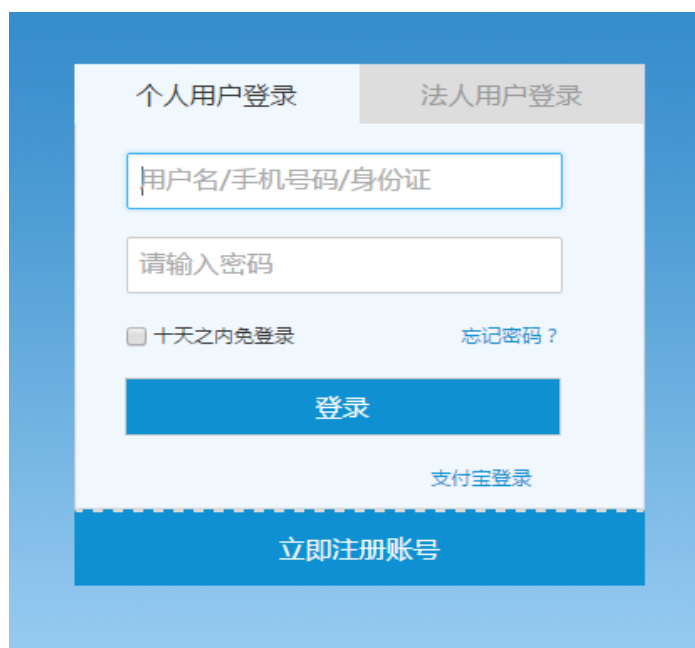 个人用户登录 法人用户登录
用户名/手机号码/身份证
请输入密码
十天之内免登录 忘记密码？
登录
支付宝登录
立即注册账号